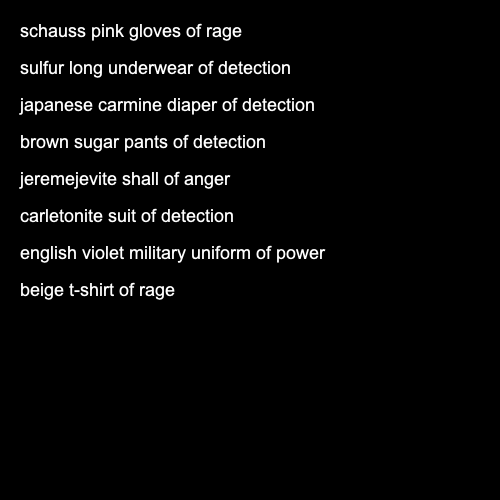 schauss pink gloves of rage
sulfur long underwear of detection
japanese carmine diaper of detection
brown sugar pants of detection
jeremejevite shall of anger
carletonite suit of detection
english violet military uniform of power
beige t-shirt of rage